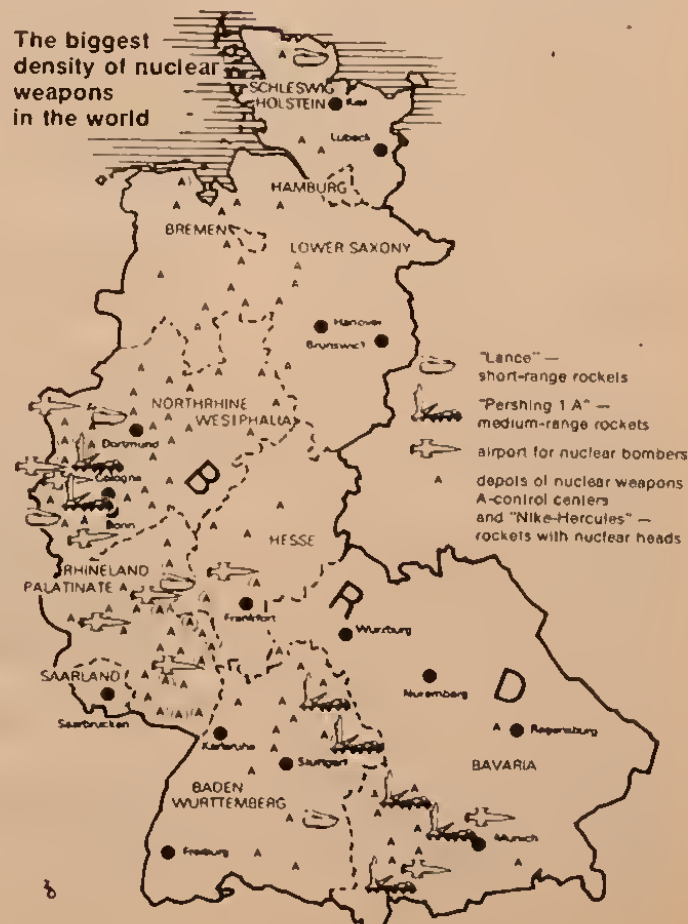 The biggest
density of nuclear
weapons
in the world
SCHLESWIG
HOLSTEIN
Kiel
Lubeck
HAMBURG
BREMEN
LOWER SAXONY
Hanover
Brunswich
"Lance" —
short-range rockets
"Pershing 1 A" —
medium-range rockets
airport for nuclear bombers
A depots of nuclear weapons
A-control centers
and "Nike-Hercules" —
rockets with nuclear heads
NORTHRHINE
WESTPHALIA
Dortmund
Cologne
Bonn
B
HESSE
RHINELAND
PALATINATE
Frankfort
R
Wurzburg
SAARLAND
Saarbrucken
Nuremberg
D
Regensburg
Karlsruhe
Stuttgart
BAVARIA
BADEN
WURTTEMBERG
Munich
Freiburg
8